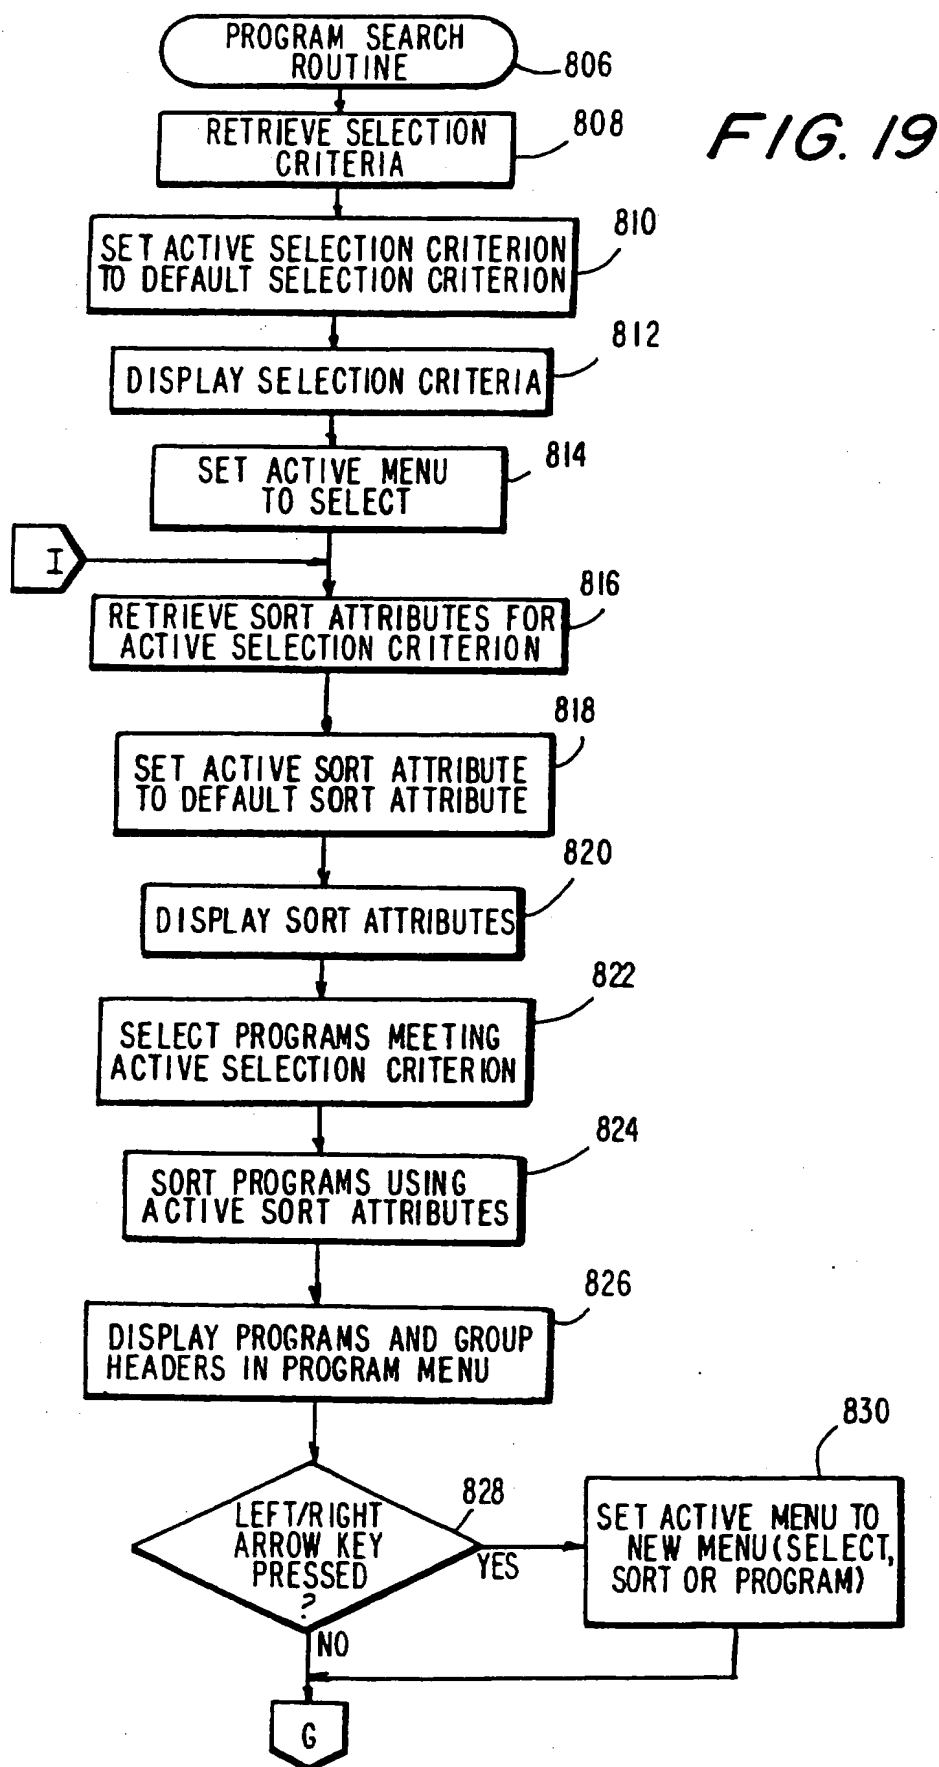 PROGRAM SEARCH
ROUTINE
806
FIG. 19
RETRIEVE SELECTION
CRITERIA
808
SET ACTIVE SELECTION CRITERION
TO DEFAULT SELECTION CRITERION
810
DISPLAY SELECTION CRITERIA
812
SET ACTIVE MENU
TO SELECT
814
I
RETRIEVE SORT ATTRIBUTES FOR
ACTIVE SELECTION CRITERION
816
SET ACTIVE SORT ATTRIBUTE
TO DEFAULT SORT ATTRIBUTE
818
DISPLAY SORT ATTRIBUTES
820
SELECT PROGRAMS MEETING
ACTIVE SELECTION CRITERION
822
SORT PROGRAMS USING
ACTIVE SORT ATTRIBUTES
824
DISPLAY PROGRAMS AND GROUP
HEADERS IN PROGRAM MENU
826
LEFT/RIGHT
ARROW KEY
PRESSED
?
828
YES
SET ACTIVE MENU TO
NEW MENU(SELECT,
SORT OR PROGRAM)
830
NO
G